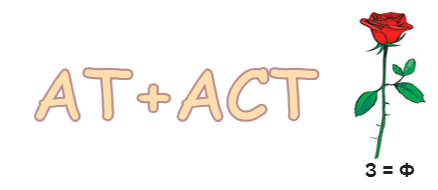 АТ+АСТ
З = Ф